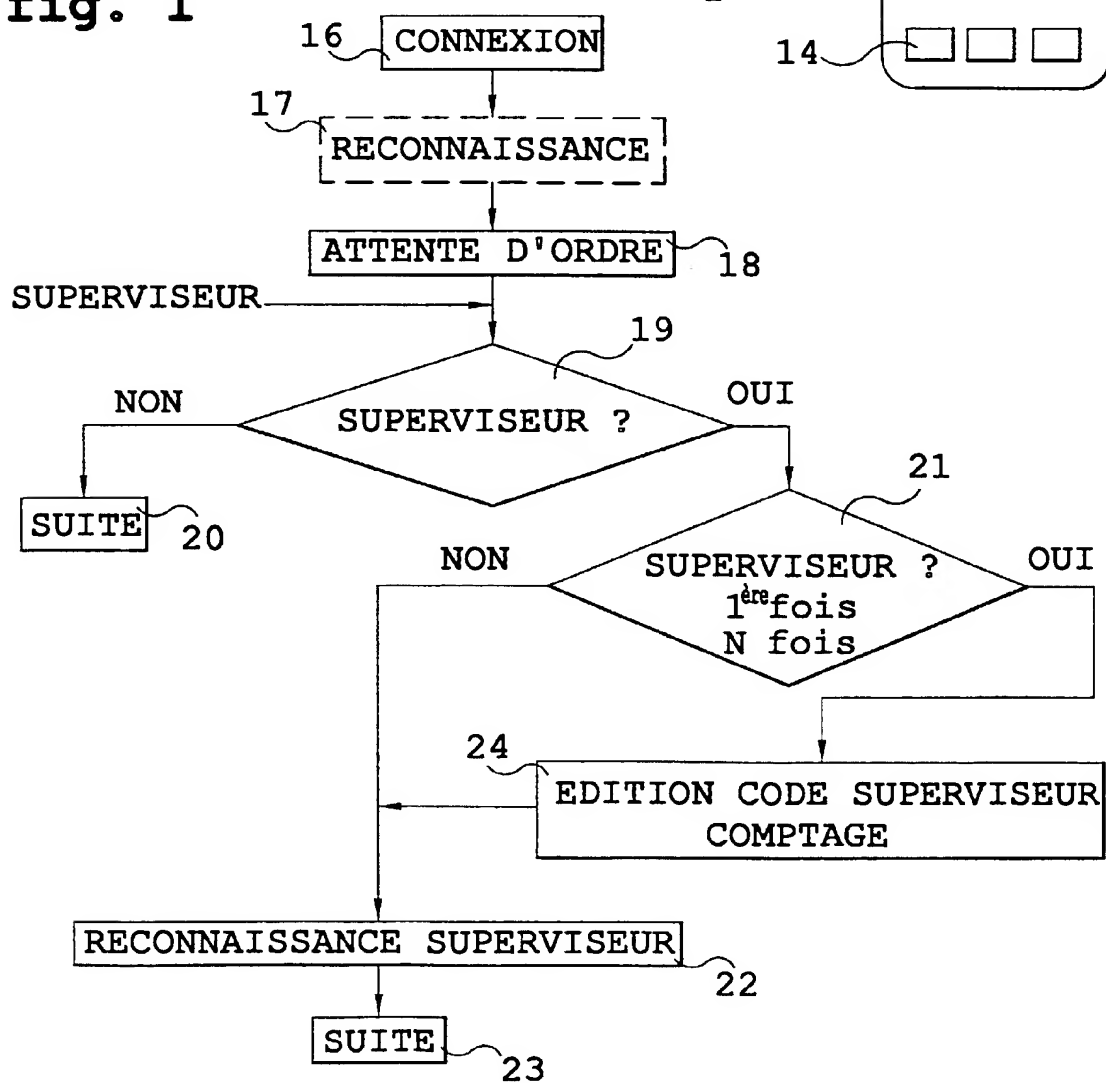 fig. 1
14
16
CONNEXION
17
RECONNAISSANCE
ATTENTE D'ORDRE
18
SUPERVISEUR
19
SUPERVISEUR ?
NON
OUI
SUITE
20
21
SUPERVISEUR ?
1ère fois
N fois
NON
OUI
24
EDITION CODE SUPERVISEUR
COMPTAGE
RECONNAISSANCE SUPERVISEUR
22
SUITE
23